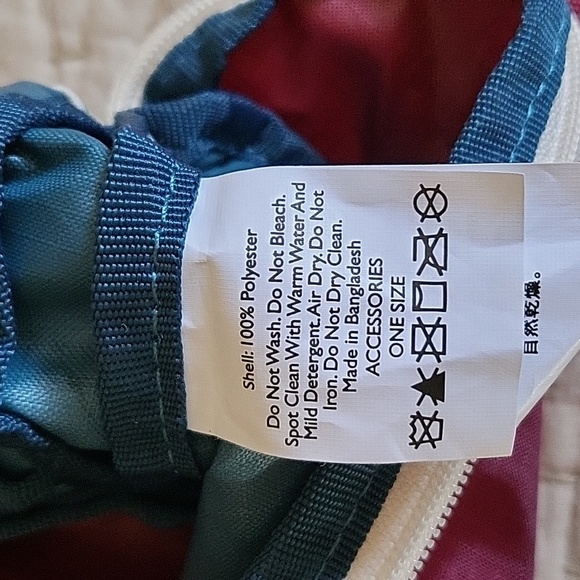 Shell: 100% Polyester
Do Not Wash. Do Not Bleach.
Spot Clean With Warm Water And
Mild Detergent. Air Dry. Do Not
Iron. Do Not Dry Clean.
Made in Bangladesh
ACCESSORIES
ONE SIZE
自然乾燥。